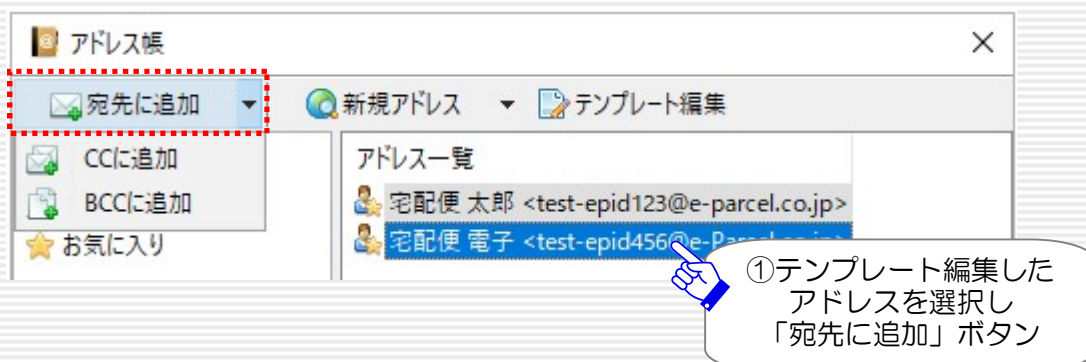 アドレス帳
宛先に追加
新規アドレス
テンプレート編集
CCに追加
BCCに追加
お気に入り
アドレス一覧
宅配便 太郎 <test-epid123@e-parcel.co.jp>
宅配便 電子 <test-epid456@e-Parcel.co.jp>
①テンプレート編集した
アドレスを選択し
「宛先に追加」ボタン